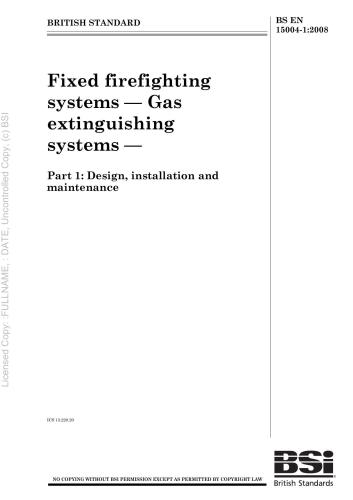 BRITISH STANDARD
BS EN
15004-1:2008
Fixed firefighting
systems — Gas
extinguishing
systems —
Part 1: Design, installation and
maintenance
Licensed Copy: :FULLNAME, : DATE, Uncontrolled Copy, (c) BSI
ICS 13.220.20
NO COPYING WITHOUT BSI PERMISSION EXCEPT AS PERMITTED BY COPYRIGHT LAW
BSi
British Standards